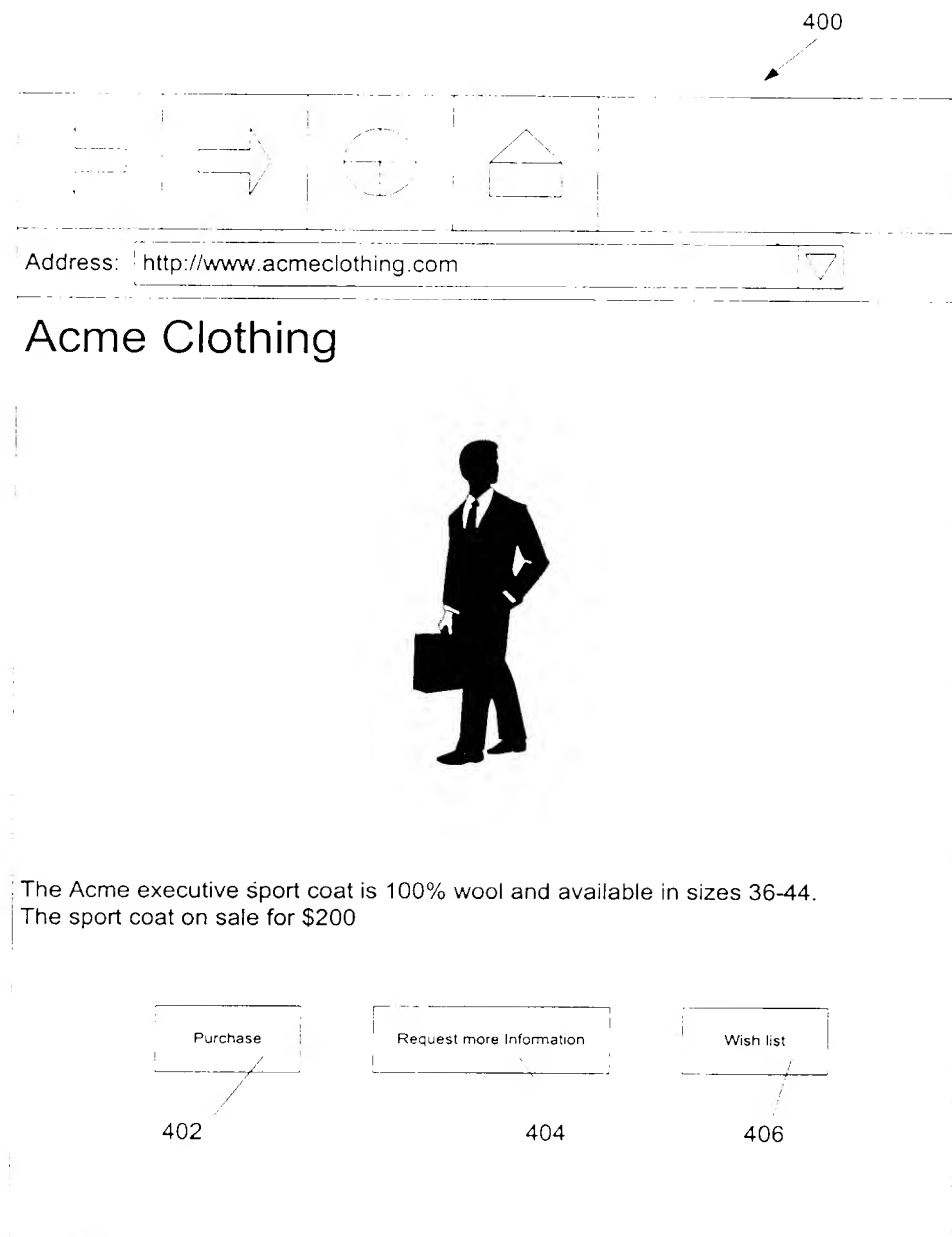 400
Address: http://www.acmeclothing.com
Acme Clothing
The Acme executive sport coat is 100% wool and available in sizes 36-44.
The sport coat on sale for $200
Purchase Request more Information Wish list
402 404 406